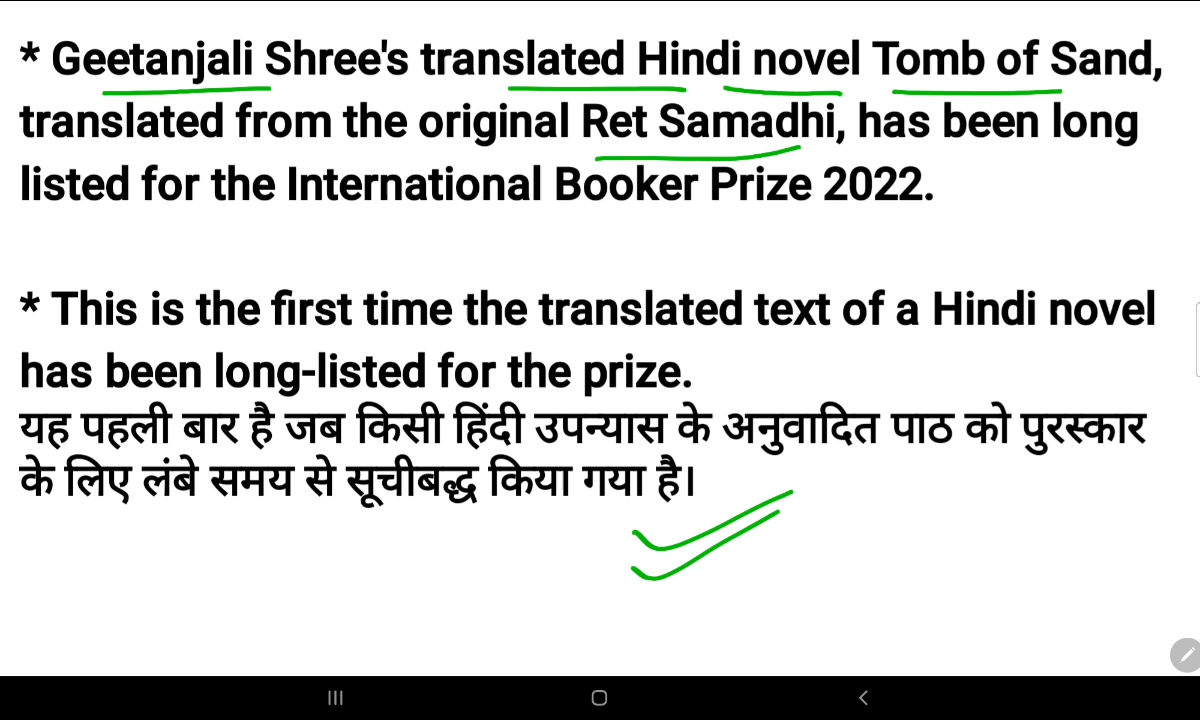 * Geetanjali Shree's translated Hindi novel Tomb of Sand,
translated from the original Ret Samadhi, has been long
listed for the International Booker Prize 2022.
* This is the first time the translated text of a Hindi novel
has been long-listed for the prize.
यह पहली बार है जब किसी हिंदी उपन्यास के अनुवादित पाठ को पुरस्कार
के लिए लंबे समय से सूचीबद्ध किया गया है।